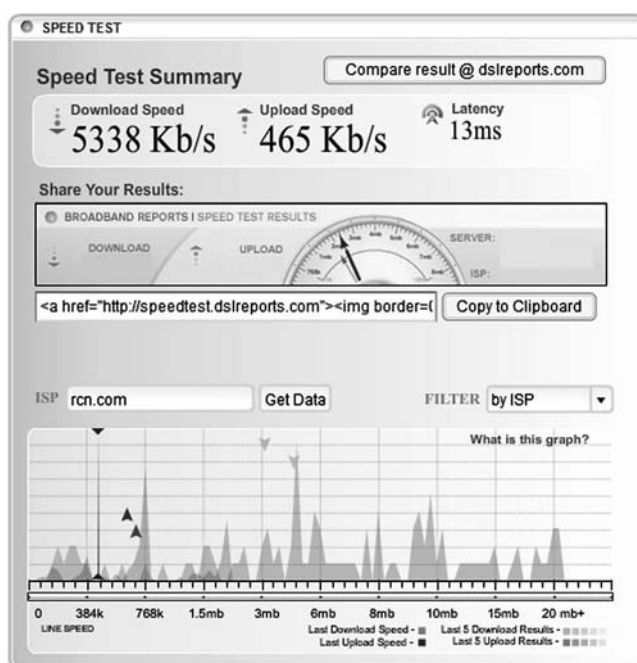 SPEED TEST
Speed Test Summary
Compare result @ dslreports.com
Download Speed
5338 Kb/s
Upload Speed
465 Kb/s
Latency
13ms
Share Your Results:
BROADBAND REPORTS | SPEED TEST RESULTS
DOWNLOAD
UPLOAD
SERVER:
ISP:
<a href="http://speedtest.dslreports.com"><img border=
Copy to Clipboard
ISP rcn.com Get Data
FILTER by ISP
What is this graph?
0 384k 768k 1.5mb 3mb 6mb 8mb 10mb 15mb 20 mb+
LINE SPEED
Last Download Speed -
Last Upload Speed -
Last 5 Download Results -
Last 5 Upload Results -